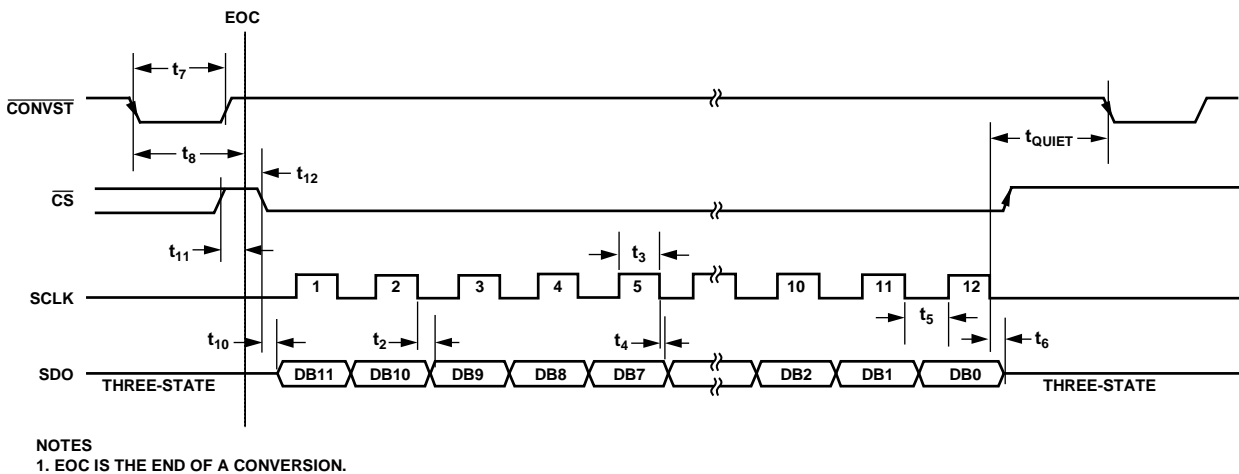 EOC
t7
CONVST
t8
tQUIET
t12
CS
t11
t3
SCLK
1 2 3 4 5 10 11 12
t10
t2
t4
t5
t6
SDO
THREE-STATE
DB11 DB10 DB9 DB8 DB7 DB2 DB1 DB0
THREE-STATE
NOTES
1. EOC IS THE END OF A CONVERSION.